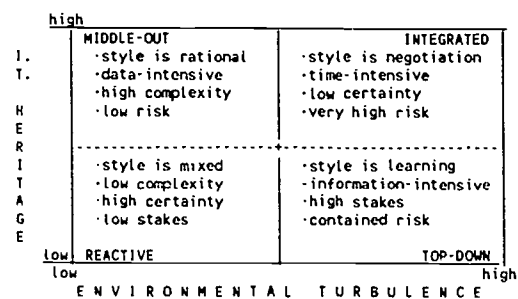 high
MIDDLE-OUT
·style is rational
·data-intensive
·high complexity
·low risk
INTEGRATED
·style is negotiation
·time-intensive
·low certainty
·very high risk
I. T. H E R I T A G E
·style is mixed
·low complexity
·high certainty
·low stakes
REACTIVE
·style is learning
·information-intensive
·high stakes
·contained risk
TOP-DOWN
low
low
high
E N V I R O N M E N T A L T U R B U L E N C E